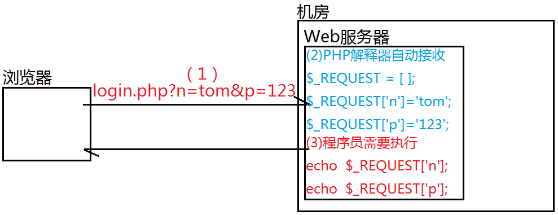 机房
Web服务器
浏览器
（1）
login.php?n=tom&p=123
(2)PHP解释器自动接收
$_REQUEST = [ ];
$_REQUEST['n']='tom';
$_REQUEST['p']='123';
(3)程序员需要执行
echo $_REQUEST['n'];
echo $_REQUEST['p'];